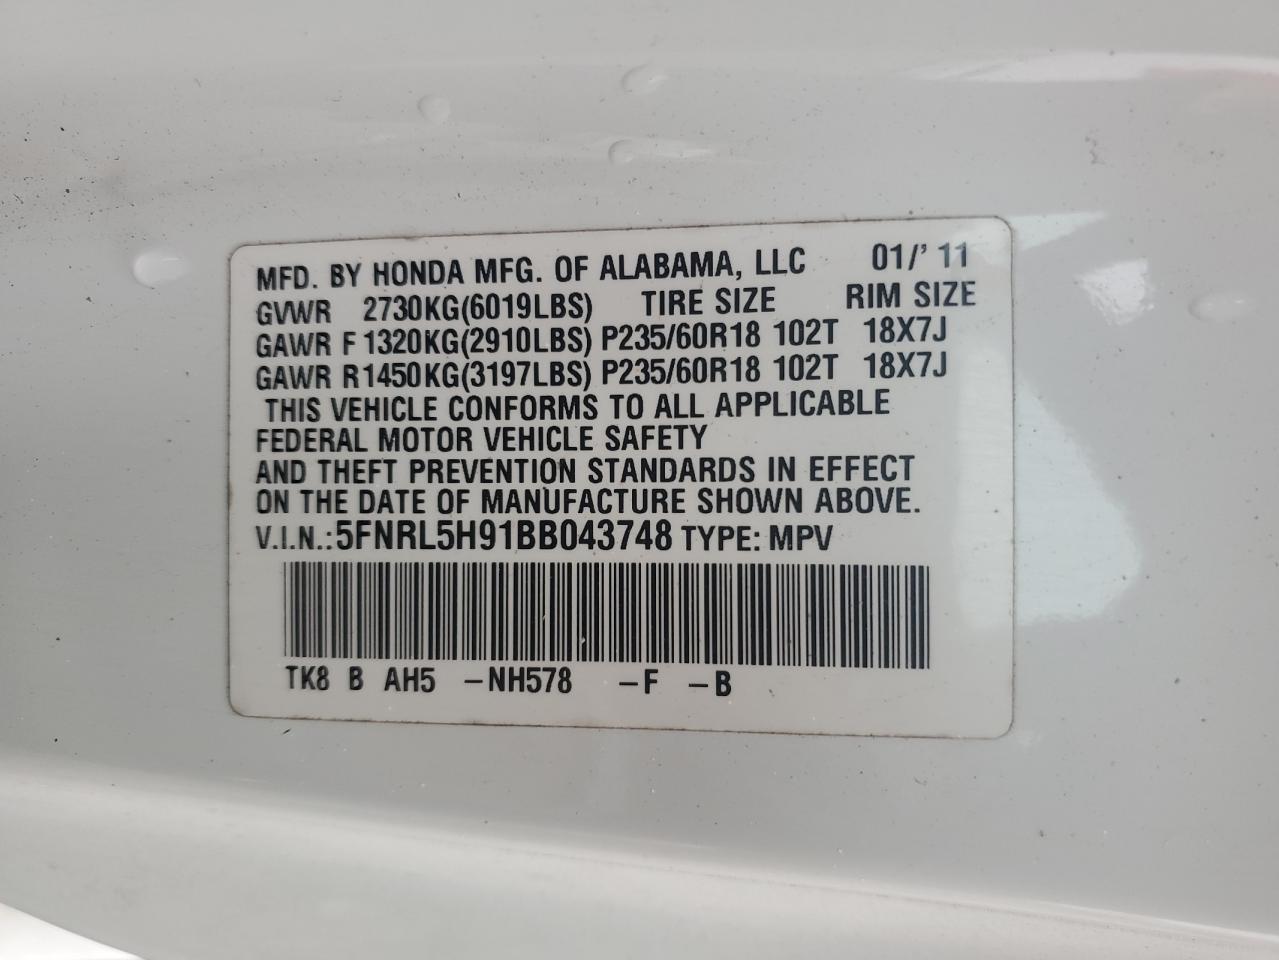 MFD. BY HONDA MFG. OF ALABAMA, LLC 01/' 11
GVWR 2730KG(6019LBS) TIRE SIZE RIM SIZE
GAWR F 1320KG(2910LBS) P235/60R18 102T 18X7J
GAWR R1450KG(3197LBS) P235/60R18 102T 18X7J
THIS VEHICLE CONFORMS TO ALL APPLICABLE
FEDERAL MOTOR VEHICLE SAFETY
AND THEFT PREVENTION STANDARDS IN EFFECT
ON THE DATE OF MANUFACTURE SHOWN ABOVE.
V.I.N.:5FNRL5H91BB043748 TYPE: MPV
TK8 B AH5 -NH578 -F -B